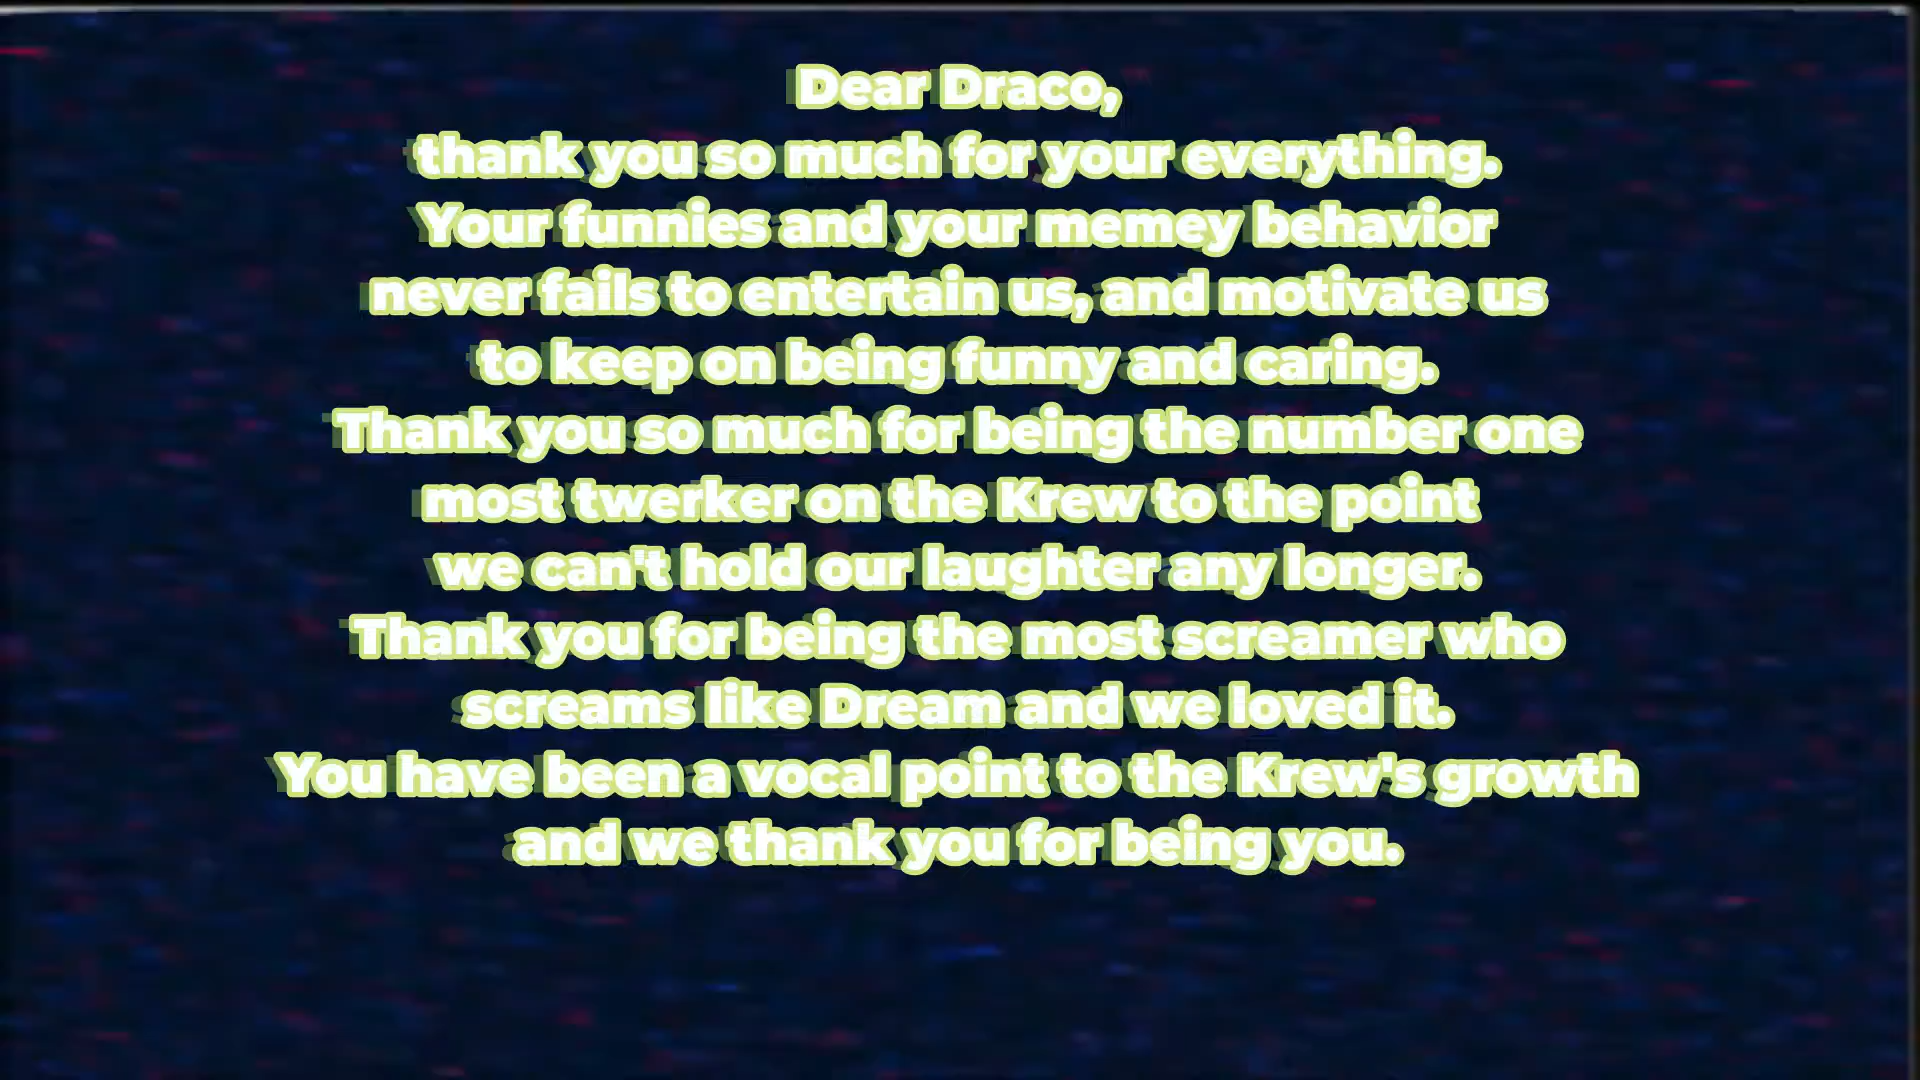 Dear Draco,
thank you so much for your everything.
Your funnies and your memey behavior
never fails to entertain us, and motivate us
to keep on being funny and caring.
Thank you so much for being the number one
most twerker on the Krew to the point
we can't hold our laughter any longer.
Thank you for being the most screamer who
screams like Dream and we loved it.
You have been a vocal point to the Krew's growth
and we thank you for being you.